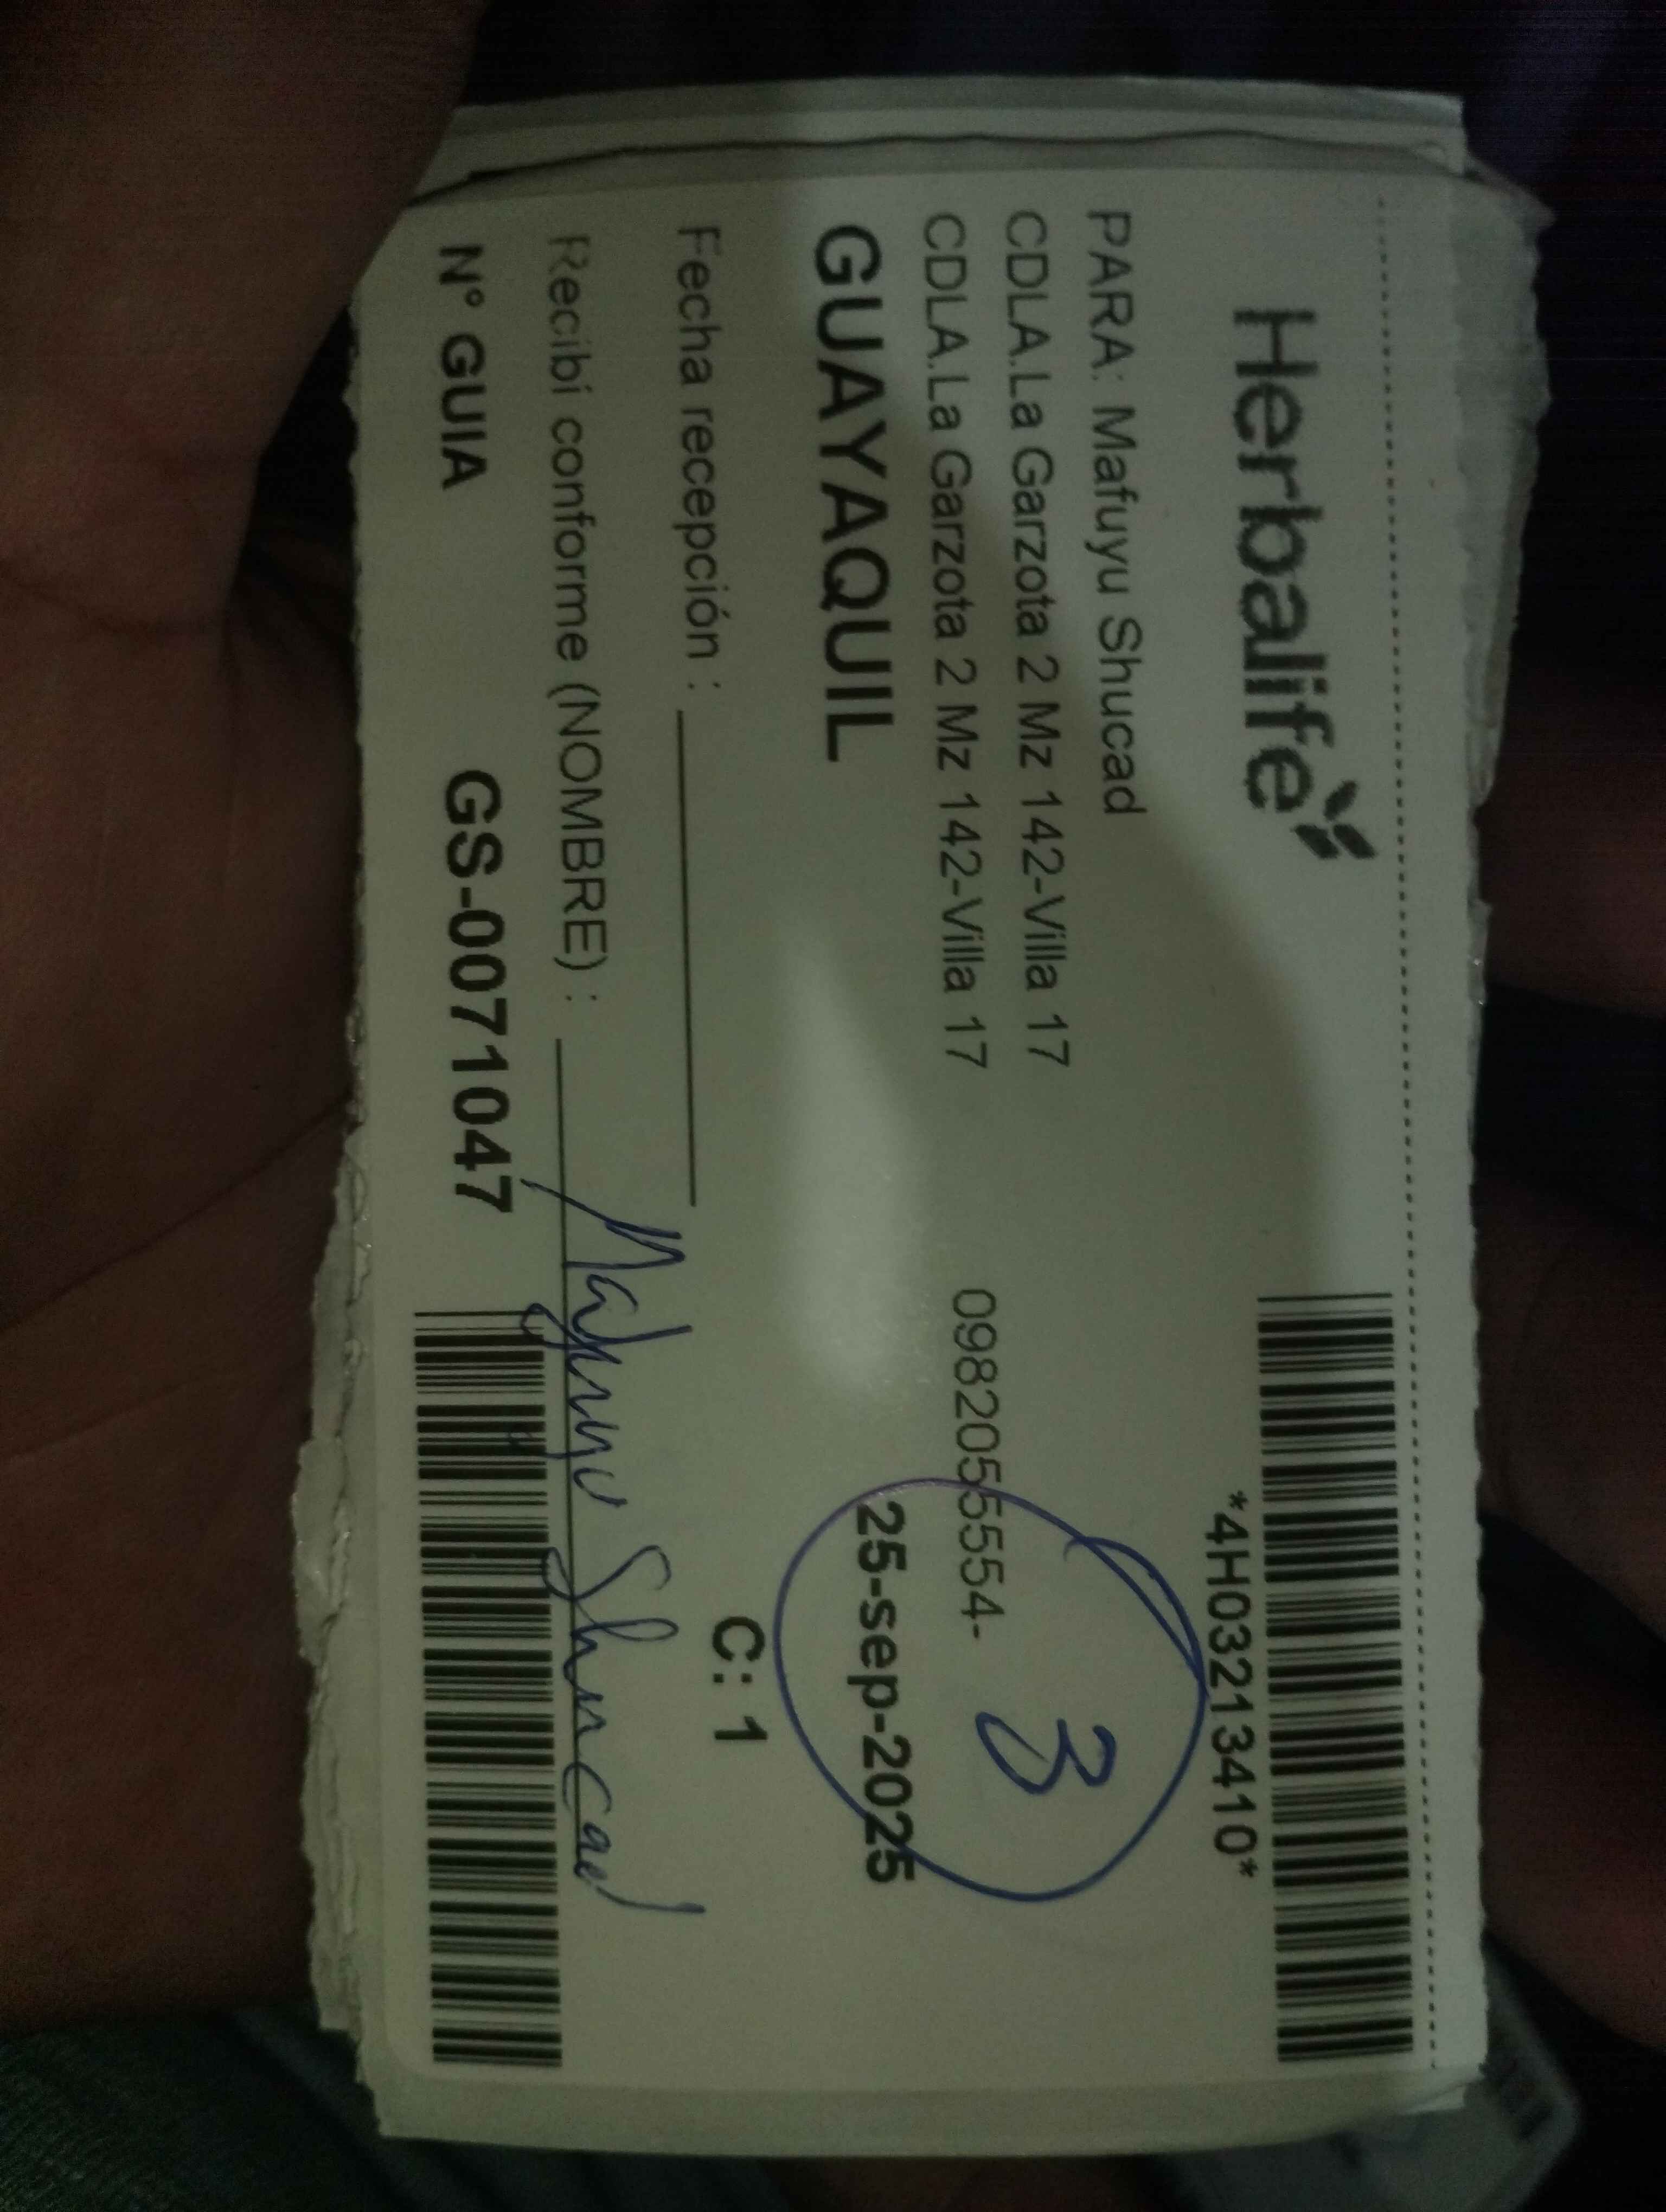 Herbalife
*4H03213410*
PARA: Mafuyu Shucad
CDLA.La Garzota 2 Mz 142-Villa 17
CDLA.La Garzota 2 Mz 142-Villa 17
0982055554-
3
GUAYAQUIL
25-sep-2025
Fecha recepción :
C: 1
Recibí conforme (NOMBRE) : Mafuyu Shucad
N° GUIA GS-0071047